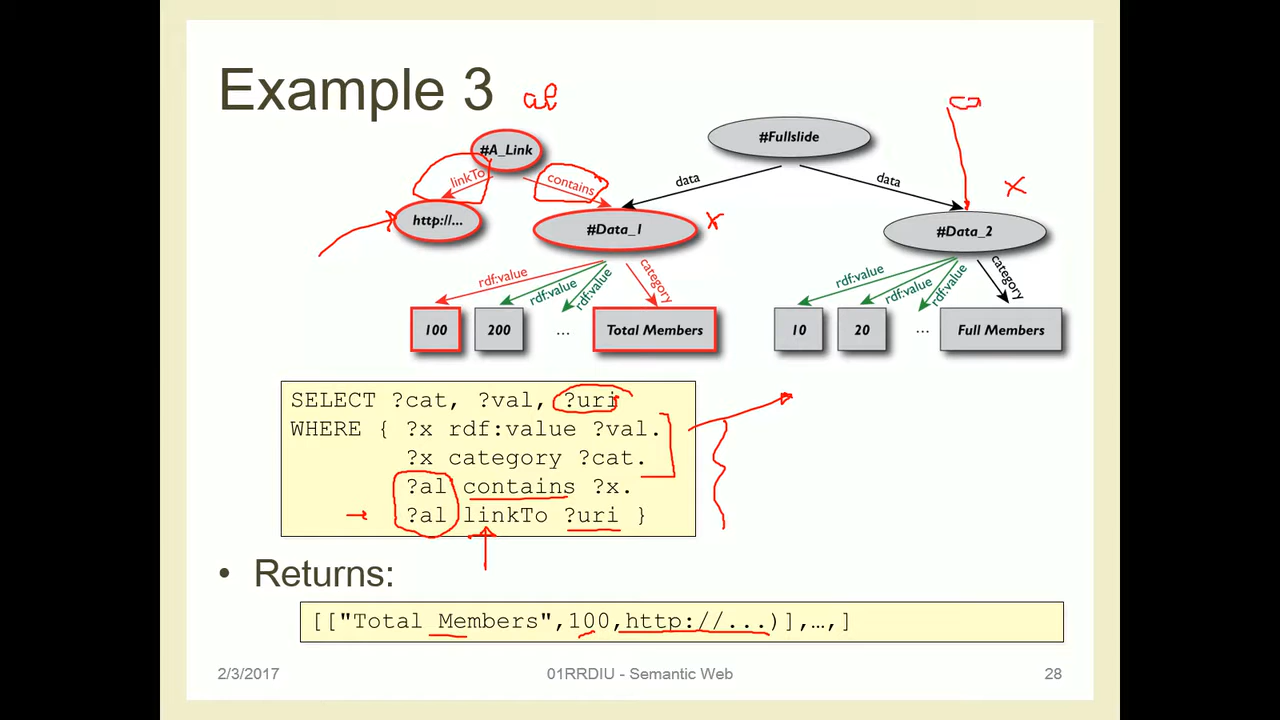 Example 3
al
#A_Link
#Fullslide
linkTo
contains
data
data
http://...
#Data_1
x
#Data_2
x
rdf:value
rdf:value
rdf:value
category
rdf:value
rdf:value
rdf:value
category
100
200
...
Total Members
10
20
...
Full Members
SELECT ?cat, ?val, ?uri
WHERE { ?x rdf:value ?val.
?x category ?cat.
?al contains ?x.
?al linkTo ?uri }
• Returns:
[["Total Members",100,http://...)],…,]
2/3/2017
01RRDIU - Semantic Web
28